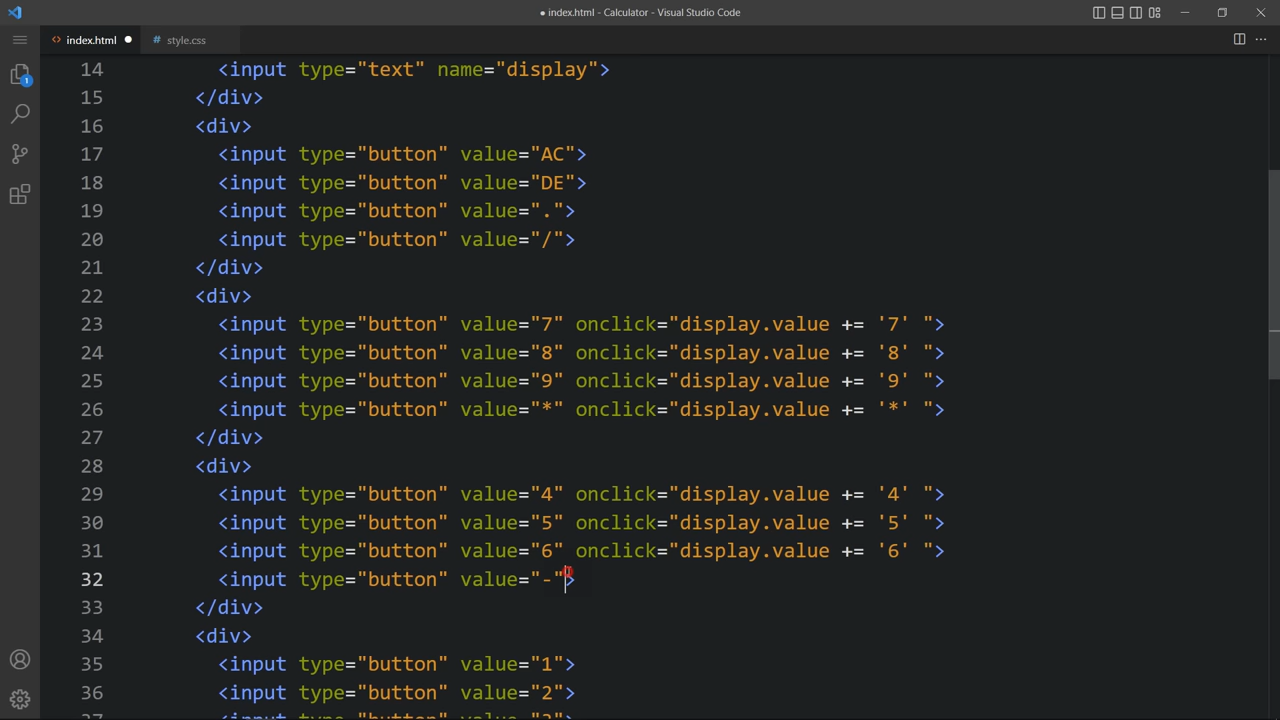 ● index.html - Calculator - Visual Studio Code
<> index.html ●
# style.css
1
14 <input type="text" name="display">
15 </div>
16 <div>
17 <input type="button" value="AC">
18 <input type="button" value="DE">
19 <input type="button" value=".">
20 <input type="button" value="/">
21 </div>
22 <div>
23 <input type="button" value="7" onclick="display.value += '7' ">
24 <input type="button" value="8" onclick="display.value += '8' ">
25 <input type="button" value="9" onclick="display.value += '9' ">
26 <input type="button" value="*" onclick="display.value += '*' ">
27 </div>
28 <div>
29 <input type="button" value="4" onclick="display.value += '4' ">
30 <input type="button" value="5" onclick="display.value += '5' ">
31 <input type="button" value="6" onclick="display.value += '6' ">
32 <input type="button" value="-">
33 </div>
34 <div>
35 <input type="button" value="1">
36 <input type="button" value="2">
37 <input type="button" value="3">